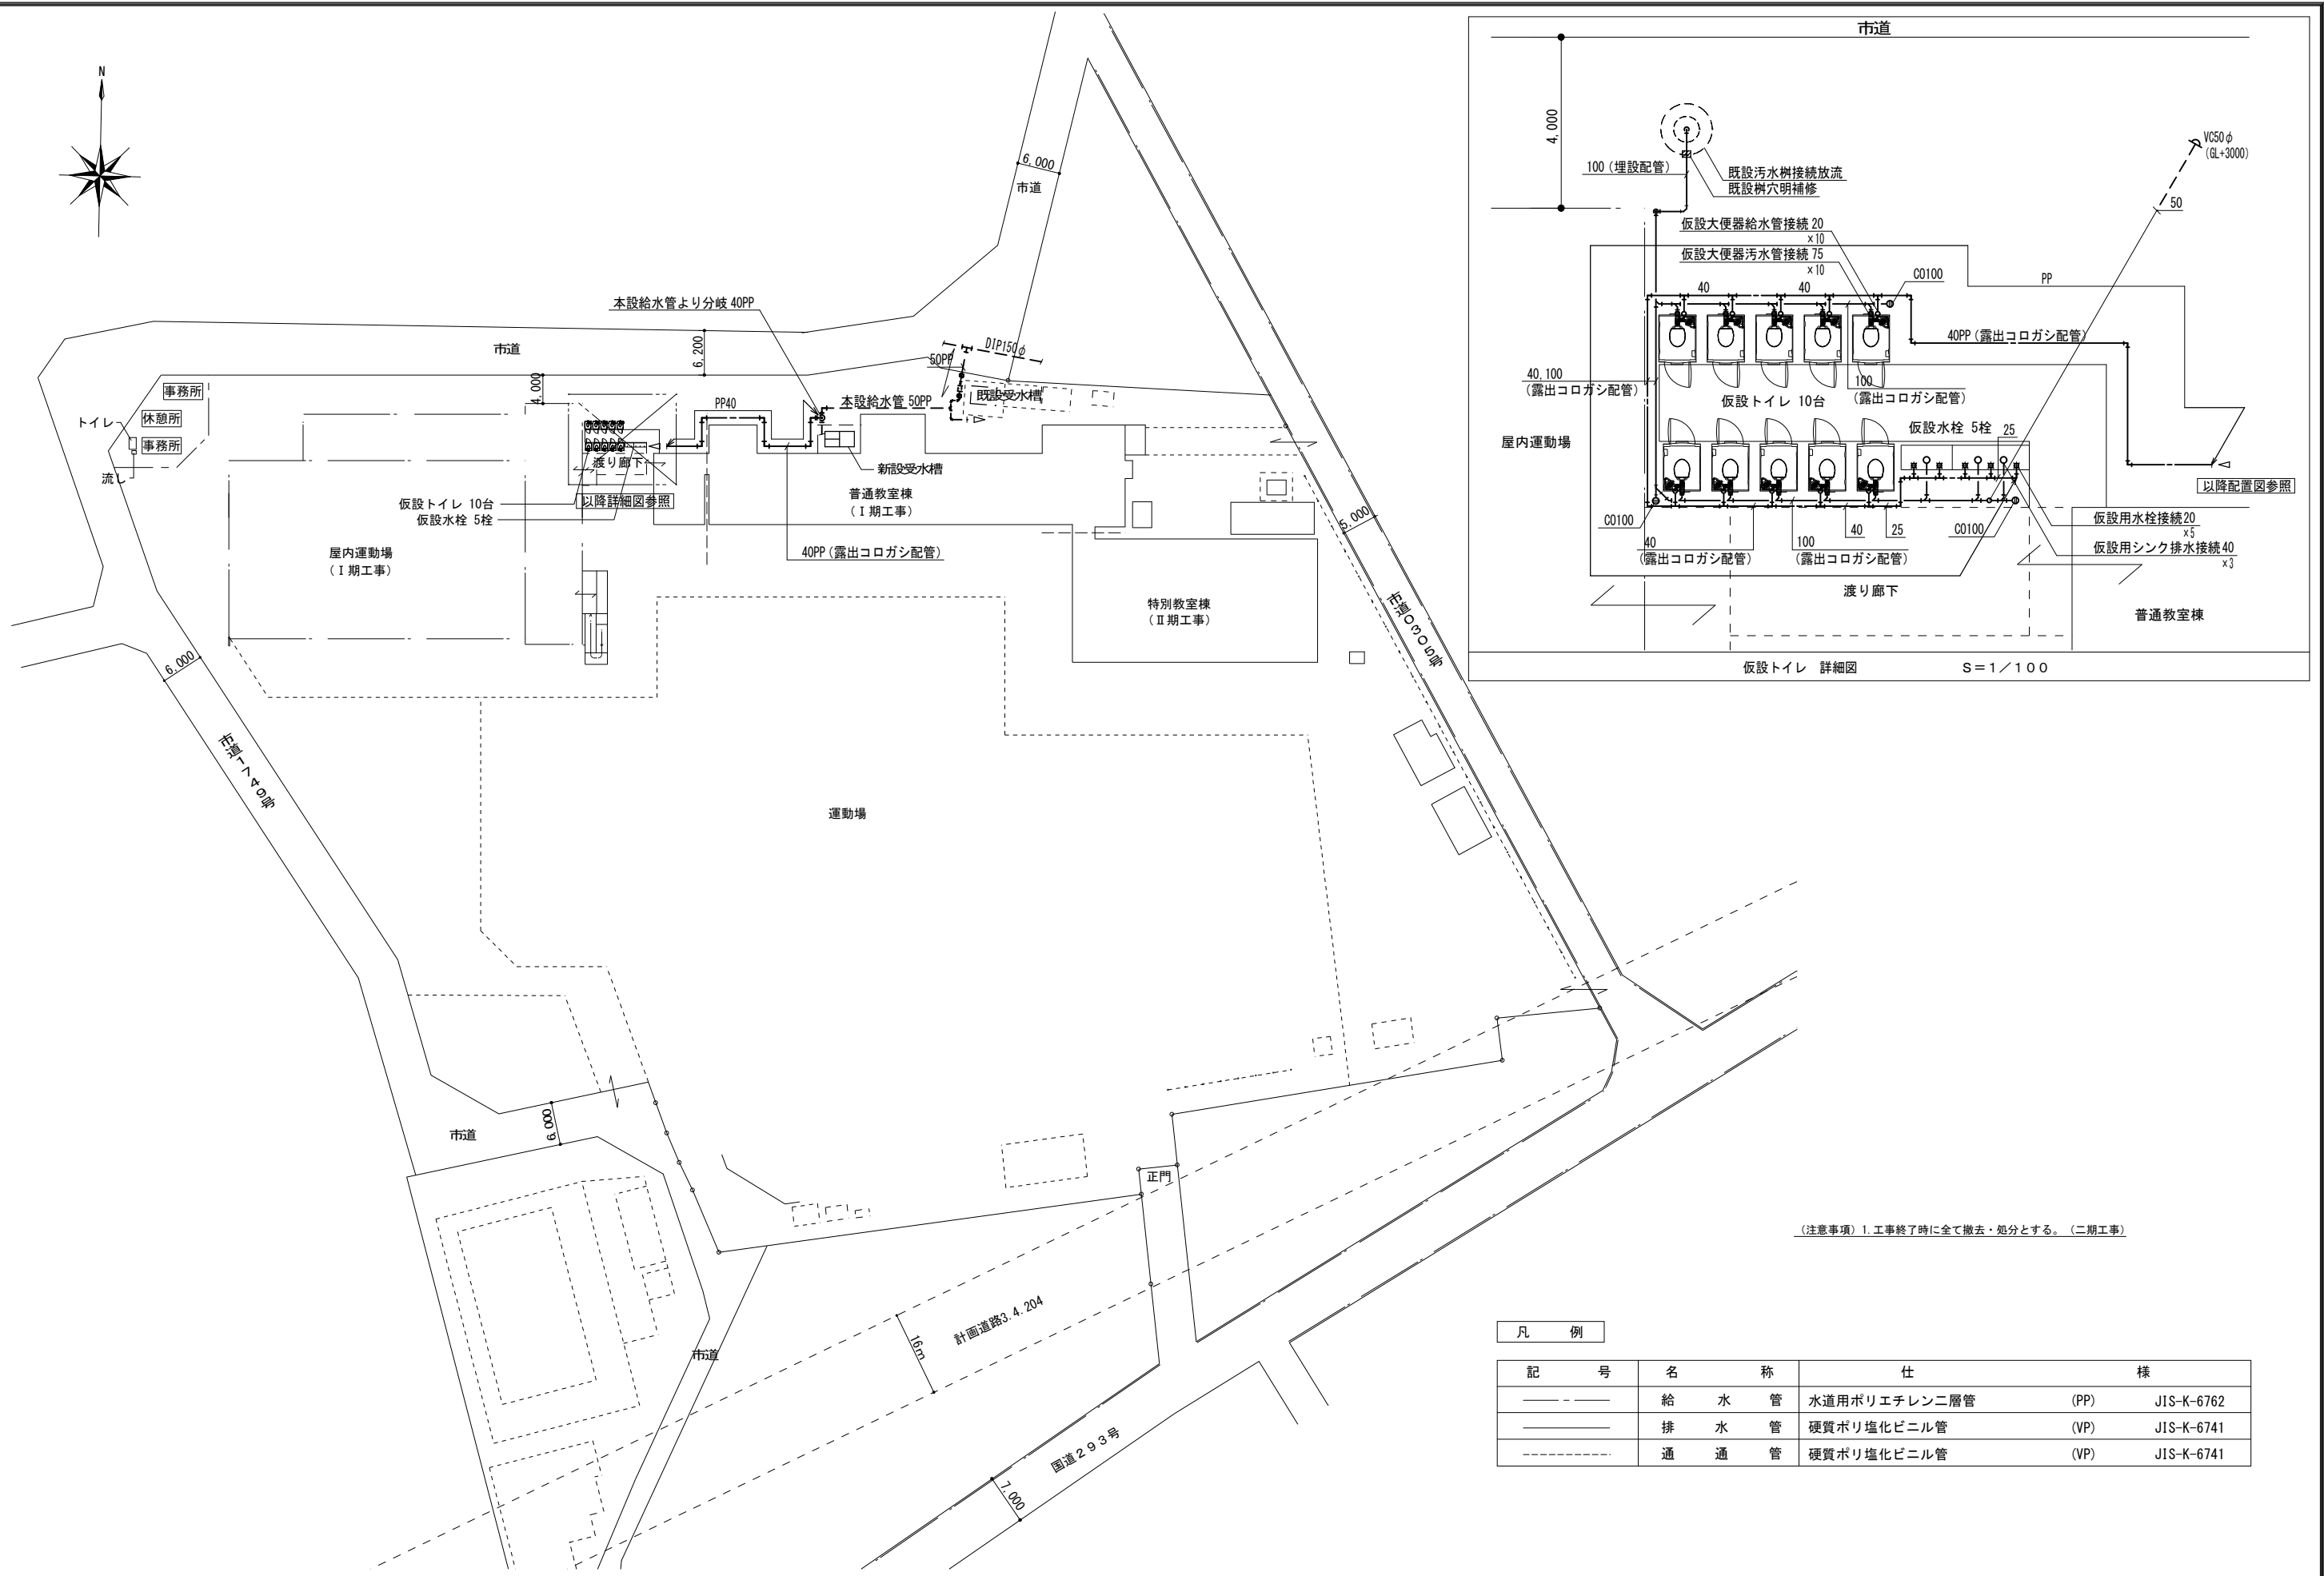 N
市道
6,000
市道
本設給水管より分岐 40PP
6,200
4,000
DIP150φ
50PP
本設給水管 50PP
既設受水槽
PP40
事務所
休憩所
事務所
トイレ
流し
渡り廊下
新設受水槽
仮設トイレ 10台
仮設水栓 5栓
以降詳細図参照
普通教室棟
(Ⅰ期工事)
40PP(露出コロガシ配管)
屋内運動場
(Ⅰ期工事)
特別教室棟
(Ⅱ期工事)
5,000
市道0305号
6,000
市道1749号
運動場
市道
6,000
正門
市道
16m
計画道路3.4.204
国道293号
7,000
市道
4,000
100(埋設配管)
既設汚水桝接続放流
既設桝穴明補修
VC50φ
(GL+3000)
50
仮設大便器給水管接続 20
×10
仮設大便器汚水管接続 75
×10
CO100
PP
40
40
40PP(露出コロガシ配管)
40,100
(露出コロガシ配管)
100
(露出コロガシ配管)
仮設トイレ 10台
仮設水栓 5栓
25
屋内運動場
以降配置図参照
CO100
40
(露出コロガシ配管)
100
(露出コロガシ配管)
40
25
CO100
仮設用水栓接続20
×5
仮設用シンク排水接続40
×3
渡り廊下
普通教室棟
仮設トイレ 詳細図 S=1/100
(注意事項)1.工事終了時に全て撤去・処分とする。(二期工事)
凡 例
記 号 名 称 仕 様
給 水 管 水道用ポリエチレン二層管 (PP) JIS-K-6762
排 水 管 硬質ポリ塩化ビニル管 (VP) JIS-K-6741
通 通 管 硬質ポリ塩化ビニル管 (VP) JIS-K-6741